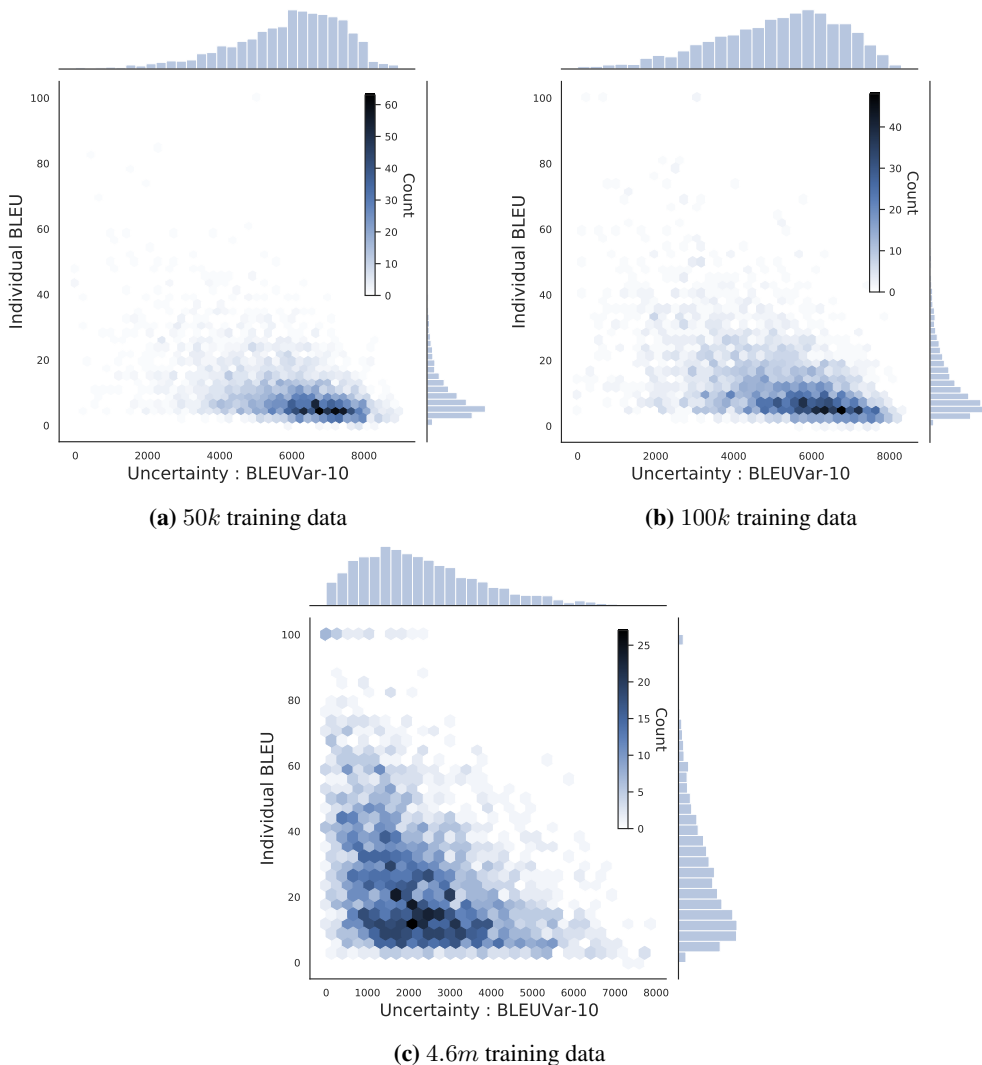 100
80
60
40
20
0
Individual BLEU
60
50
40
30
20
10
0
Count
0 2000 4000 6000 8000
Uncertainty : BLEUVar-10
(a) 50k training data
100
80
60
40
20
0
Individual BLEU
40
30
20
10
0
Count
0 2000 4000 6000 8000
Uncertainty : BLEUVar-10
(b) 100k training data
100
80
60
40
20
0
Individual BLEU
25
20
15
10
5
0
Count
0 1000 2000 3000 4000 5000 6000 7000 8000
Uncertainty : BLEUVar-10
(c) 4.6m training data